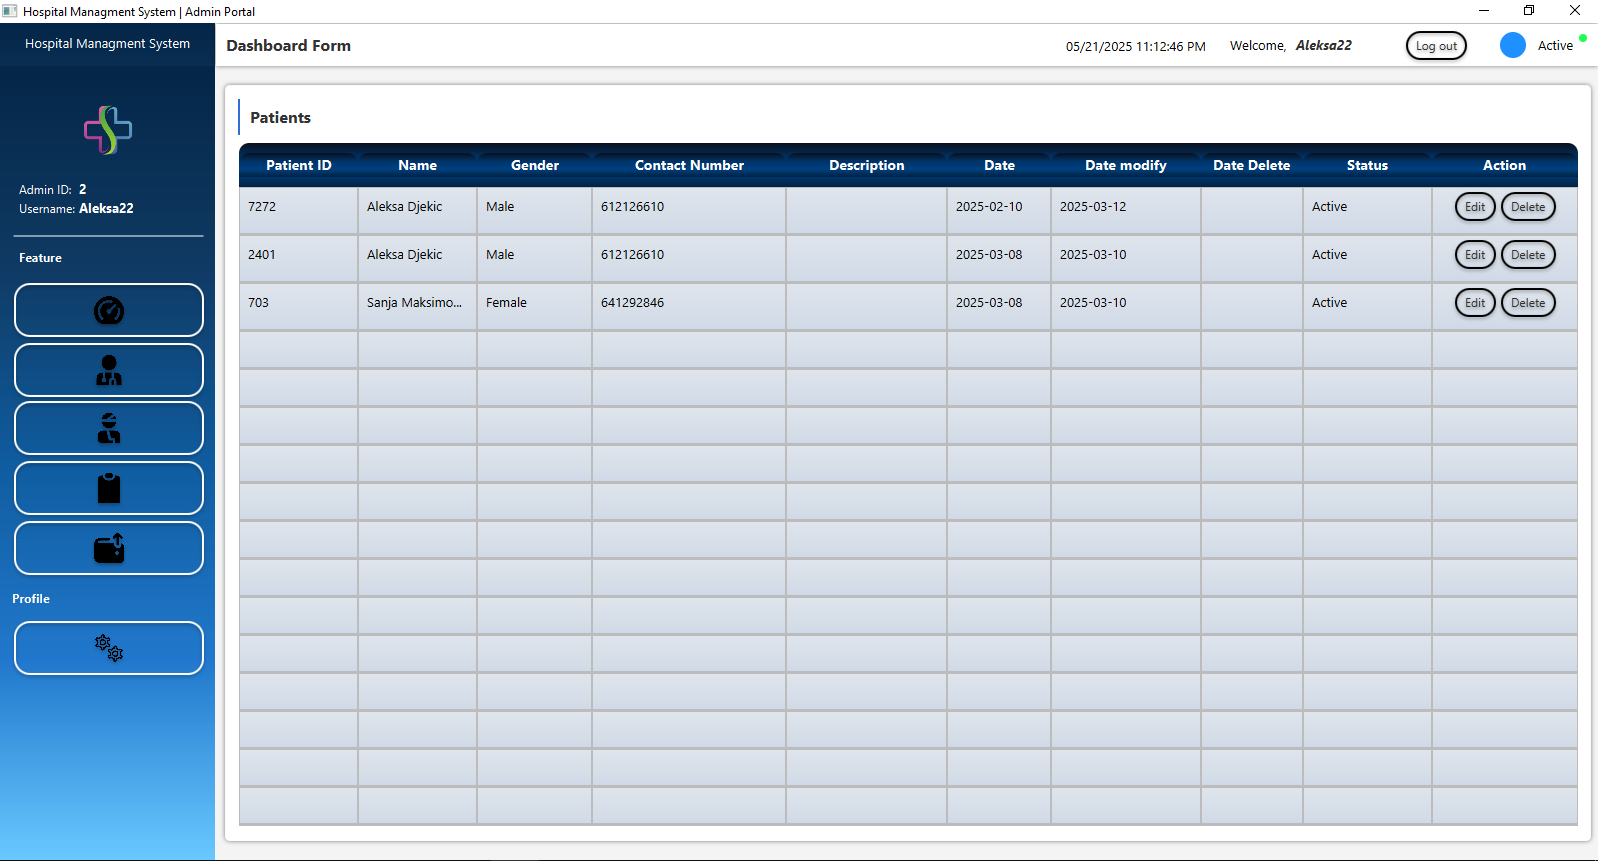 Hospital Managment System | Admin Portal
Hospital Managment System
Dashboard Form
05/21/2025 11:12:46 PM
Welcome, Aleksa22
Log out
Active
Admin ID: 2
Username: Aleksa22
Feature
Profile
Patients
Patient ID Name Gender Contact Number Description Date Date modify Date Delete Status Action
7272 Aleksa Djekic Male 612126610 2025-02-10 2025-03-12 Active Edit Delete
2401 Aleksa Djekic Male 612126610 2025-03-08 2025-03-10 Active Edit Delete
703 Sanja Maksimo... Female 641292846 2025-03-08 2025-03-10 Active Edit Delete